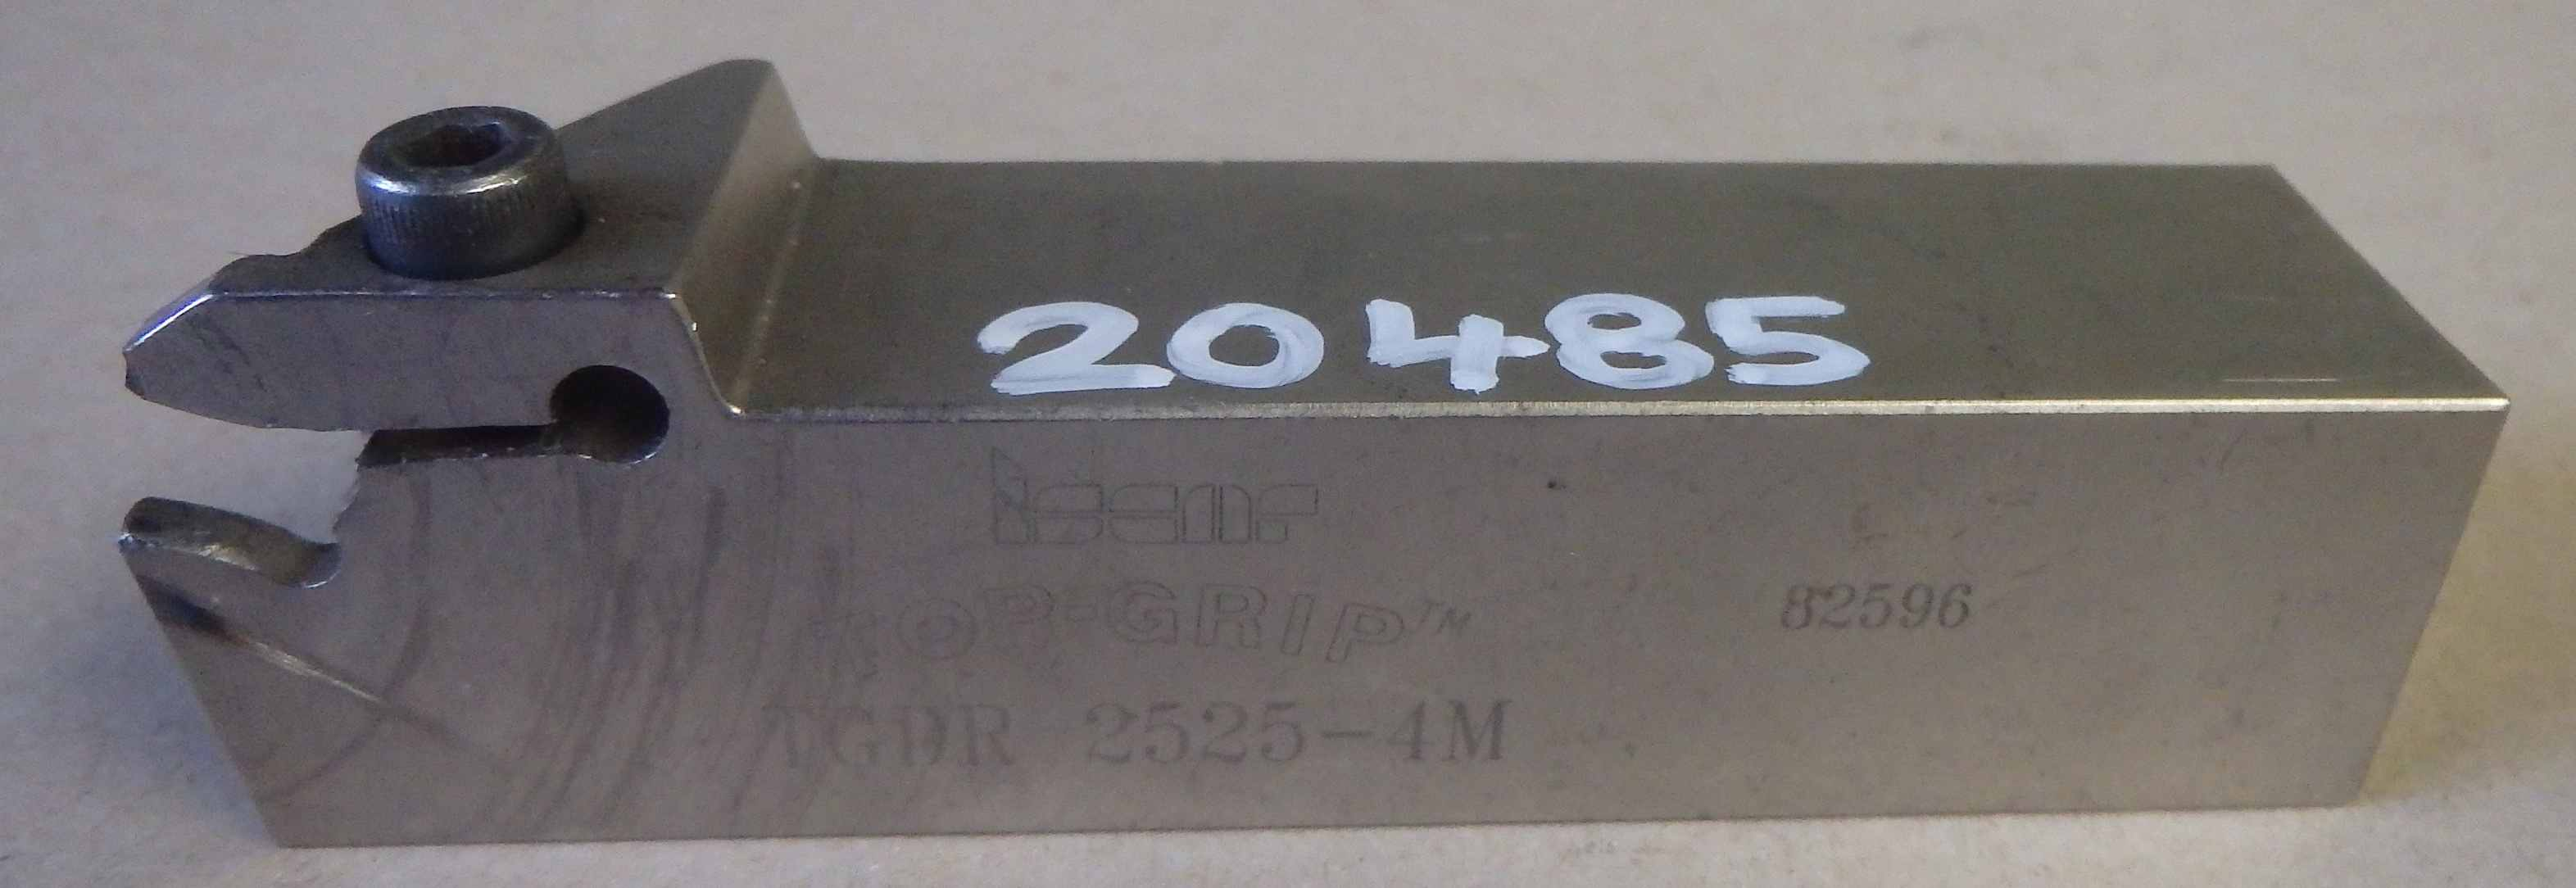 20485
iscar
TOP-GRIP™
82596
TGDR 2525-4M